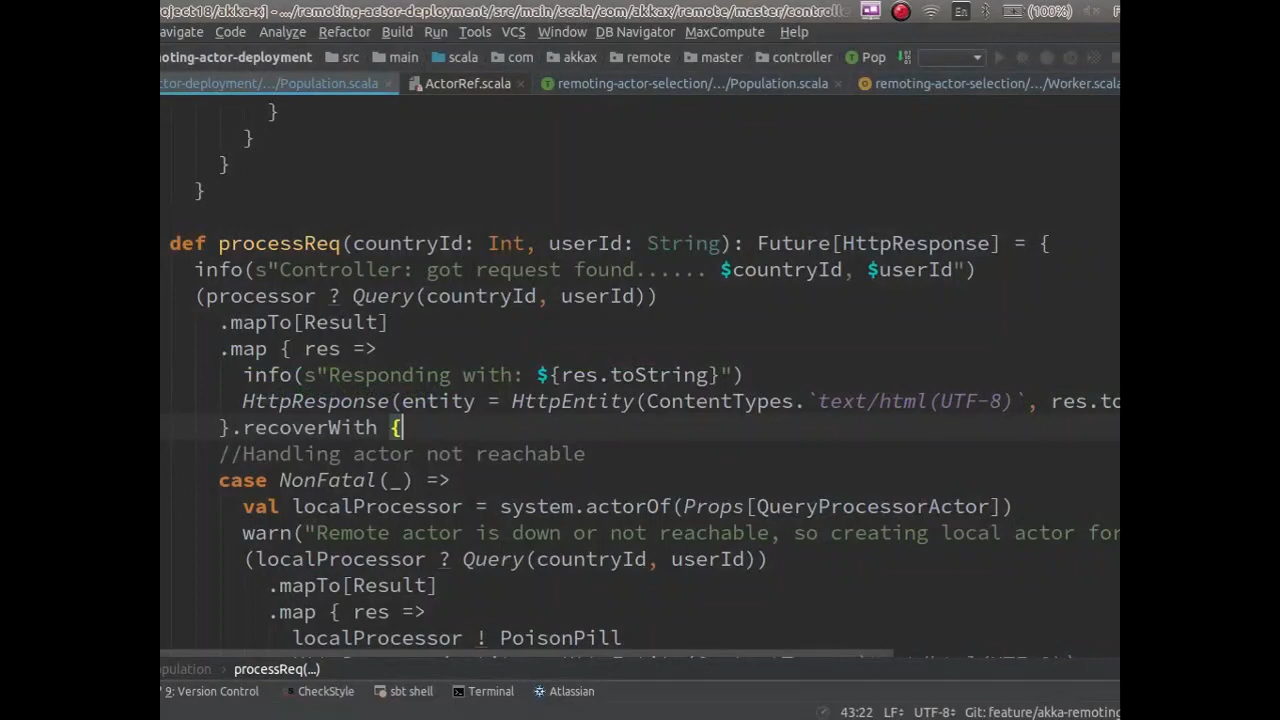 oject18/akka-x] - .../remoting-actor-deployment/src/main/scala/com/akkax/remote/master/controlle
En (100%)
avigate Code Analyze Refactor Build Run Tools VCS Window DB Navigator MaxCompute Help
oting-actor-deployment src main scala com akkax remote master controller Pop
ctor-deployment/.../Population.scala ActorRef.scala remoting-actor-selection/.../Population.scala remoting-actor-selection/.../Worker.scala
}
}
}
}
def processReq(countryId: Int, userId: String): Future[HttpResponse] = {
info(s"Controller: got request found...... $countryId, $userId")
(processor ? Query(countryId, userId))
.mapTo[Result]
.map { res =>
info(s"Responding with: ${res.toString}")
HttpResponse(entity = HttpEntity(ContentTypes.`text/html(UTF-8)`, res.to
}.recoverWith {
//Handling actor not reachable
case NonFatal(_) =>
val localProcessor = system.actorOf(Props[QueryProcessorActor])
warn("Remote actor is down or not reachable, so creating local actor for
(localProcessor ? Query(countryId, userId))
.mapTo[Result]
.map { res =>
localProcessor ! PoisonPill
opulation processReq(...)
9: Version Control CheckStyle sbt shell Terminal Atlassian
43:22 LF UTF-8 Git: feature/akka-remoting